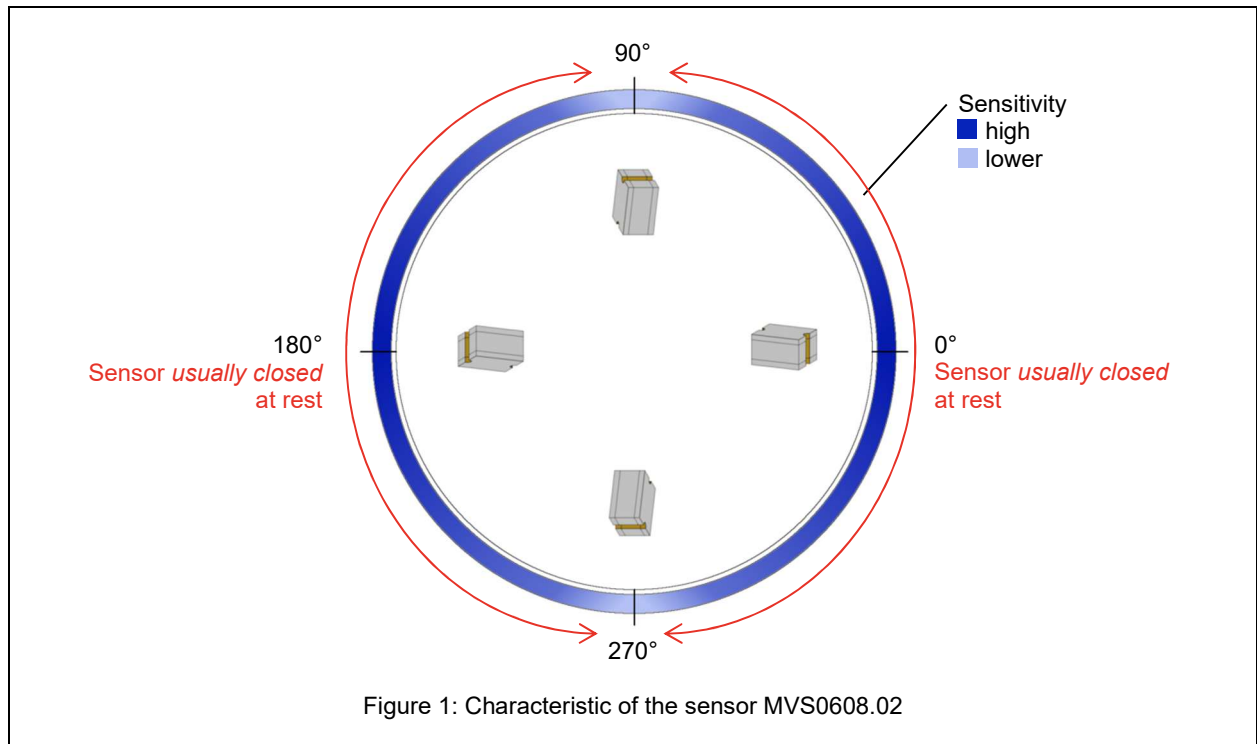 90°
Sensitivity
high
lower
180°
Sensor usually closed
at rest
0°
Sensor usually closed
at rest
270°
Figure 1: Characteristic of the sensor MVS0608.02